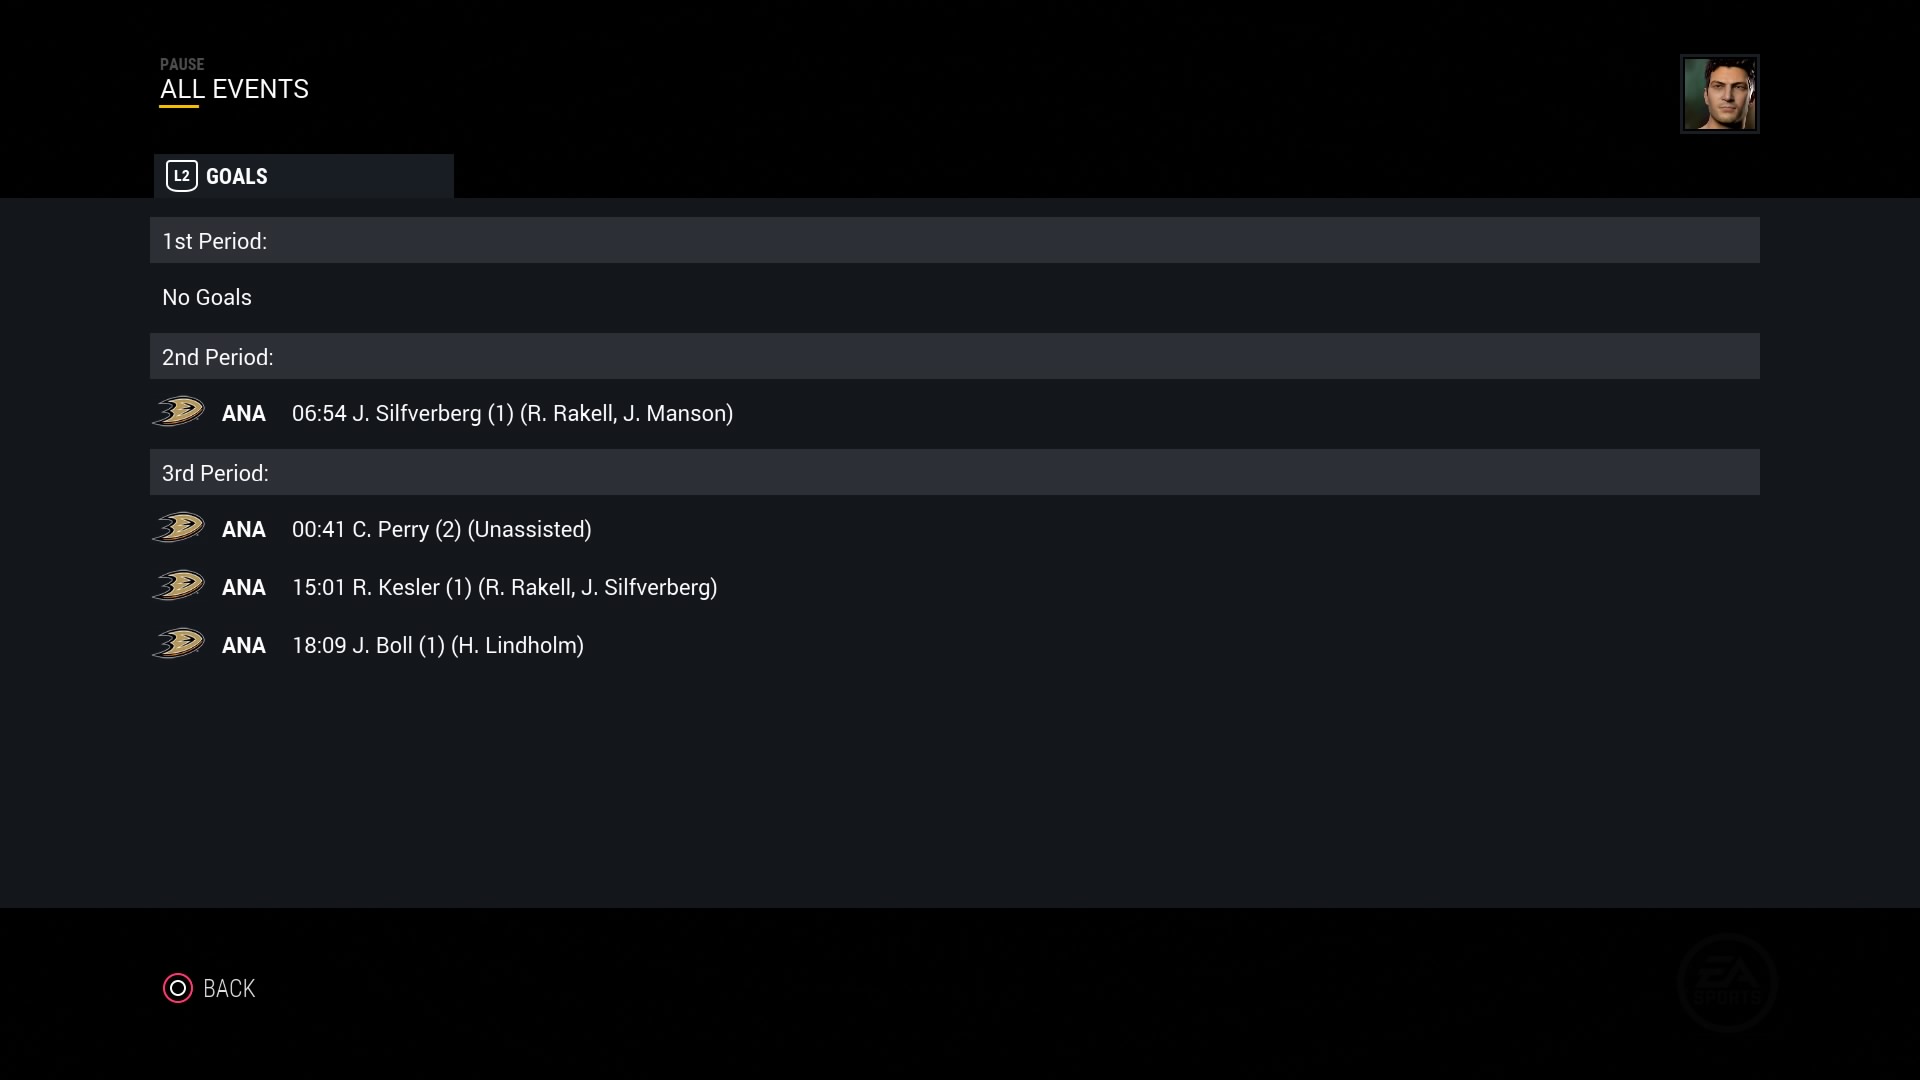 PAUSE
ALL EVENTS
L2 GOALS
1st Period:
No Goals
2nd Period:
ANA 06:54 J. Silfverberg (1) (R. Rakell, J. Manson)
3rd Period:
ANA 00:41 C. Perry (2) (Unassisted)
ANA 15:01 R. Kesler (1) (R. Rakell, J. Silfverberg)
ANA 18:09 J. Boll (1) (H. Lindholm)
BACK
EA
SPORTS